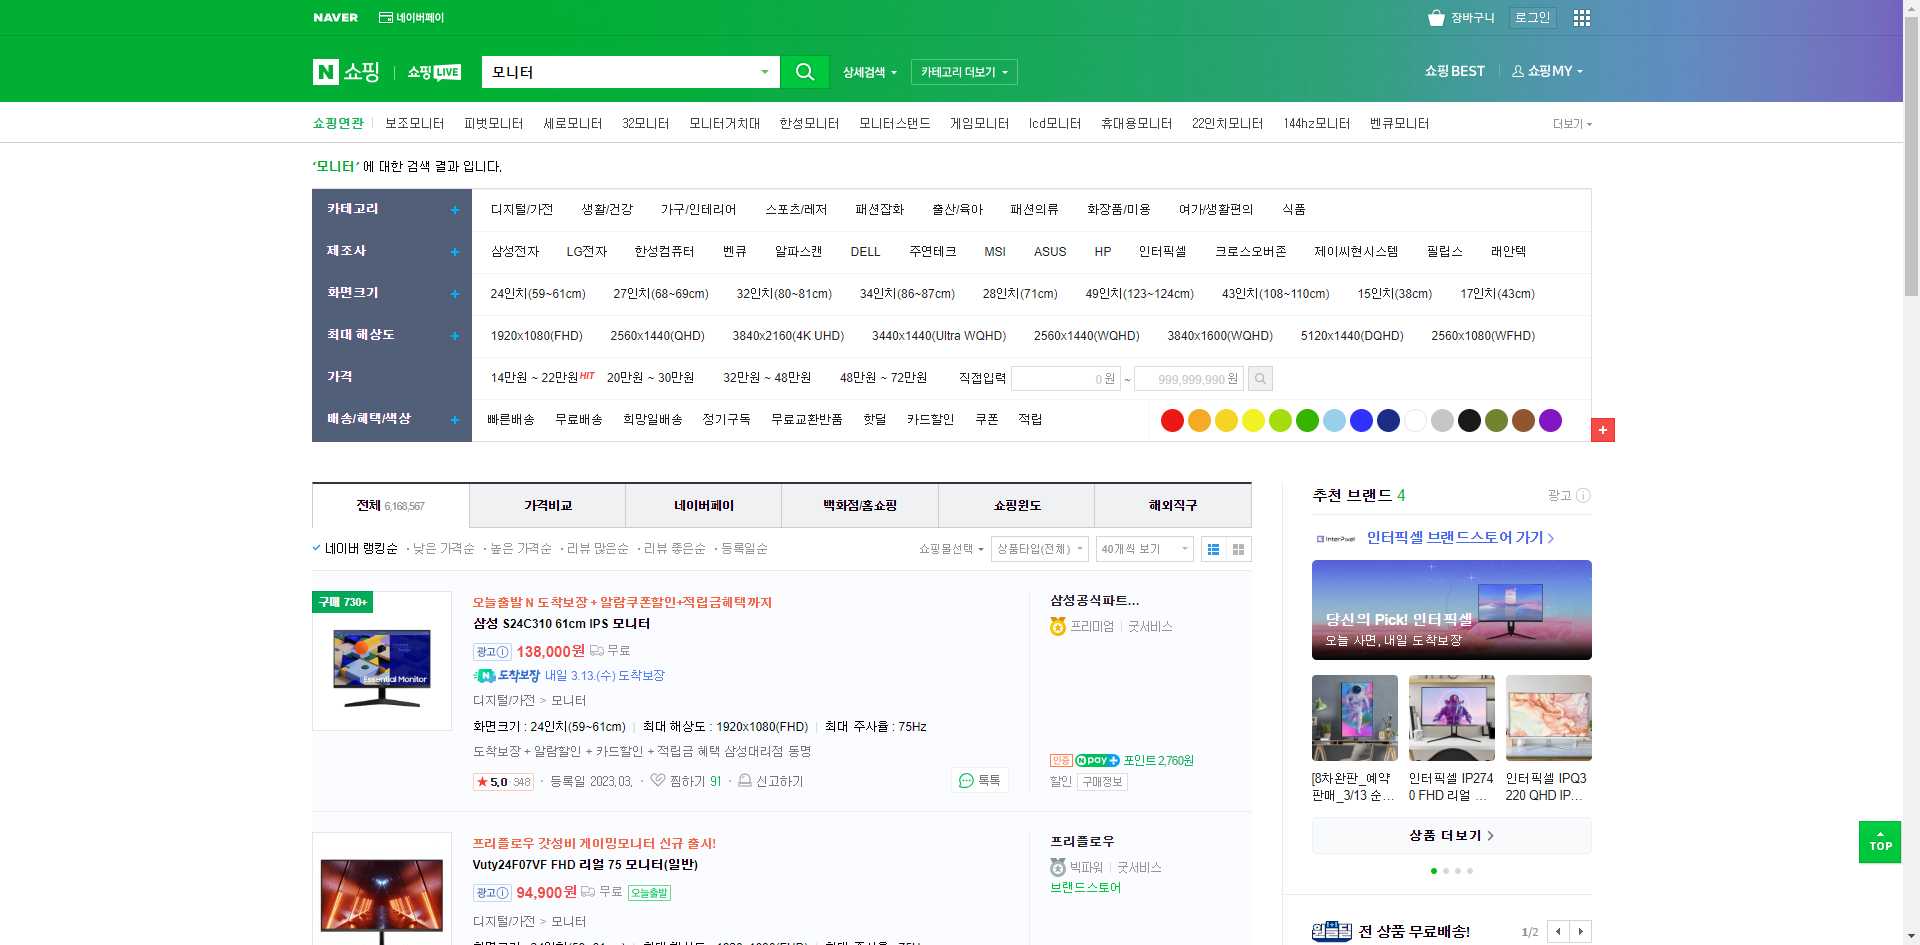 NAVER 네이버페이 장바구니 로그인
N 쇼핑 쇼핑 LIVE 모니터 상세검색 카테고리 더보기 쇼핑BEST 쇼핑MY
쇼핑연관 보조모니터 피벗모니터 세로모니터 32모니터 모니터거치대 한성모니터 모니터스탠드 게임모니터 lcd모니터 휴대용모니터 22인치모니터 144hz모니터 벤큐모니터 더보기
'모니터' 에 대한 검색 결과 입니다.
카테고리 + 디지털/가전 생활/건강 가구/인테리어 스포츠/레저 패션잡화 출산/육아 패션의류 화장품/미용 여가/생활편의 식품
제조사 + 삼성전자 LG전자 한성컴퓨터 벤큐 알파스캔 DELL 주연테크 MSI ASUS HP 인터픽셀 크로스오버존 제이씨현시스템 필립스 래안텍
화면크기 + 24인치(59~61cm) 27인치(68~69cm) 32인치(80~81cm) 34인치(86~87cm) 28인치(71cm) 49인치(123~124cm) 43인치(108~110cm) 15인치(38cm) 17인치(43cm)
최대 해상도 + 1920x1080(FHD) 2560x1440(QHD) 3840x2160(4K UHD) 3440x1440(Ultra WQHD) 2560x1440(WQHD) 3840x1600(WQHD) 5120x1440(DQHD) 2560x1080(WFHD)
가격 14만원 ~ 22만원HIT 20만원 ~ 30만원 32만원 ~ 48만원 48만원 ~ 72만원 직접입력 0 원 ~ 999,999,990 원
배송/혜택/색상 + 빠른배송 무료배송 희망일배송 정기구독 무료교환반품 핫딜 카드할인 쿠폰 적립
+
전체 6,168,567 가격비교 네이버페이 백화점/홈쇼핑 쇼핑윈도 해외직구
네이버 랭킹순 · 낮은 가격순 · 높은 가격순 · 리뷰 많은순 · 리뷰 좋은순 · 등록일순 쇼핑몰선택 상품타입(전체) 40개씩 보기
구매 730+
Essential Monitor
오늘출발 N 도착보장 + 알람쿠폰할인+적립금혜택까지
삼성 S24C310 61cm IPS 모니터
광고 138,000원 무료
N 도착보장 내일 3.13.(수) 도착보장
디지털/가전 > 모니터
화면크기 : 24인치(59~61cm) | 최대 해상도 : 1920x1080(FHD) | 최대 주사율 : 75Hz
도착보장 + 알람할인 + 카드할인 + 적립금 혜택 삼성대리점 동명
★ 5.0 348 · 등록일 2023.03. · 찜하기 91 · 신고하기 톡톡
삼성공식파트...
프리미엄 | 굿서비스
인증 N pay+ 포인트 2,760원
할인 구매정보
프리플로우 갓성비 게이밍모니터 신규 출시!
Vuty24F07VF FHD 리얼 75 모니터(일반)
광고 94,900원 무료 오늘출발
디지털/가전 > 모니터
프리플로우
빅파워 | 굿서비스
브랜드스토어
추천 브랜드 4 광고
InterPixel 인터픽셀 브랜드스토어 가기 >
당신의 Pick! 인터픽셀
오늘 사면, 내일 도착보장
[8차완판_예약판매_3/13 순...
인터픽셀 IP2740 FHD 리얼 ...
인터픽셀 IPQ3220 QHD IP...
상품 더보기 >
전 상품 무료배송! 1/2
TOP